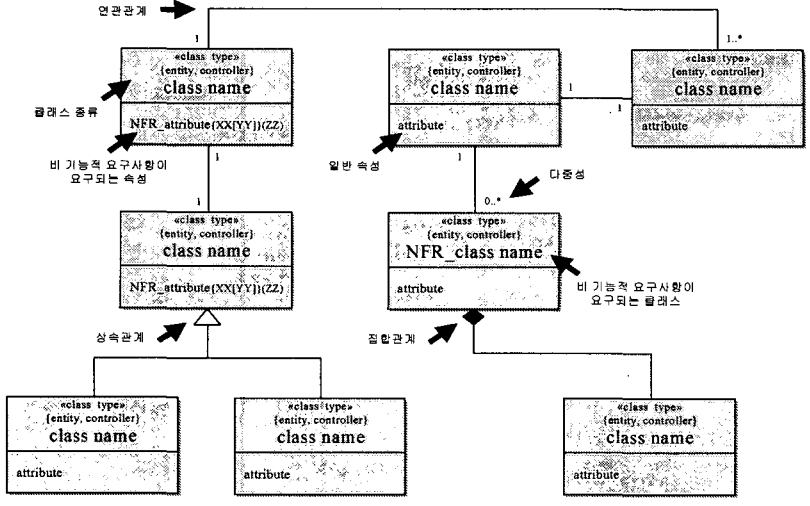 연관관계
1
1..*
«class type»
{entity, controller}
class name
NFR_attribute{XX[YY]}(ZZ)
«class type»
{entity, controller}
class name
attribute
«class type»
{entity, controller}
class name
attribute
1
1
클래스 종류
비 기능적 요구사항이
요구되는 속성
일반 속성
다중성
1
1
1
0..*
«class type»
{entity, controller}
class name
NFR_attribute{XX[YY]}(ZZ)
«class type»
{entity, controller}
NFR_class name
attribute
비 기능적 요구사항이
요구되는 클래스
상속관계
집합관계
«class type»
{entity, controller}
class name
attribute
«class type»
{entity, controller}
class name
attribute
«class type»
{entity, controller}
class name
attribute